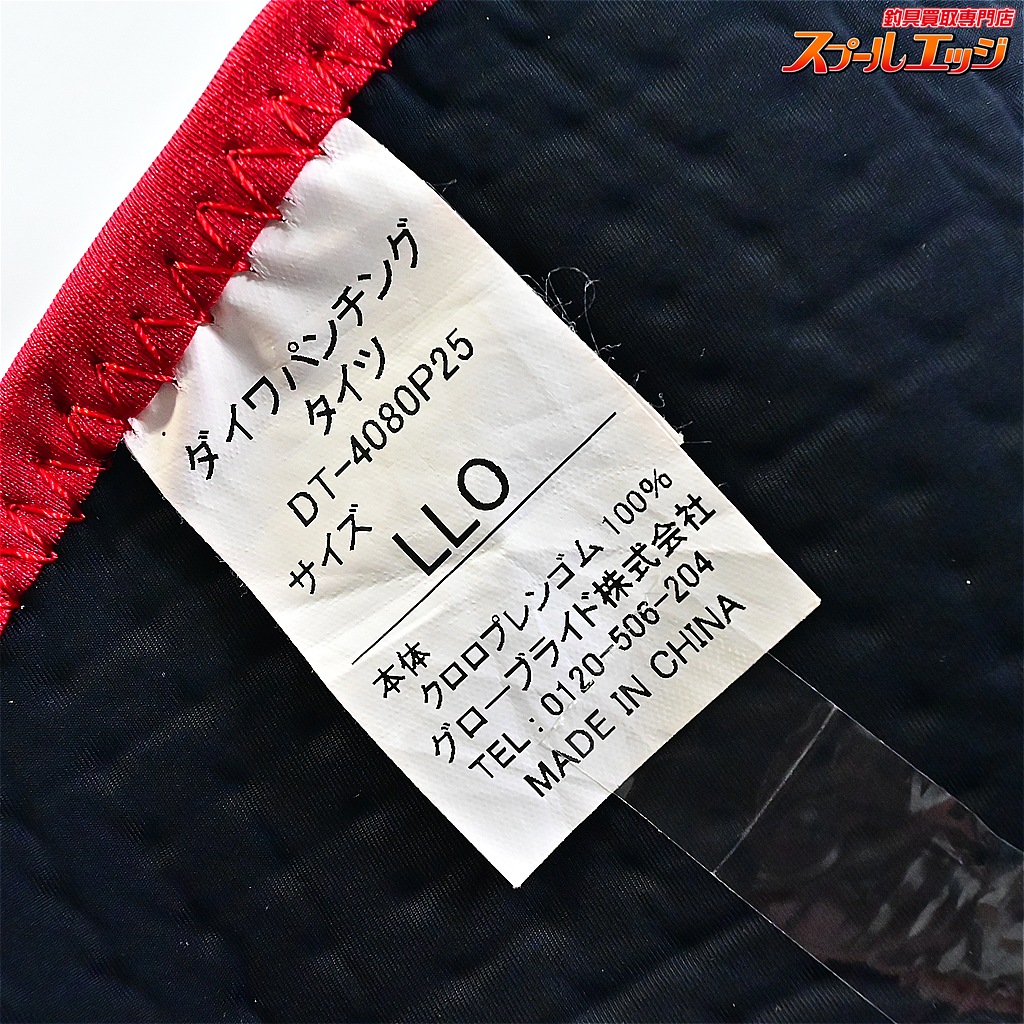 釣具買取専門店
スプールエッジ
ダイワパンチング
タイツ
DT-4080P25
サイズ
LLO
本体
クロロプレンゴム 100%
グローブライド株式会社
TEL：0120-506-204
MADE IN CHINA